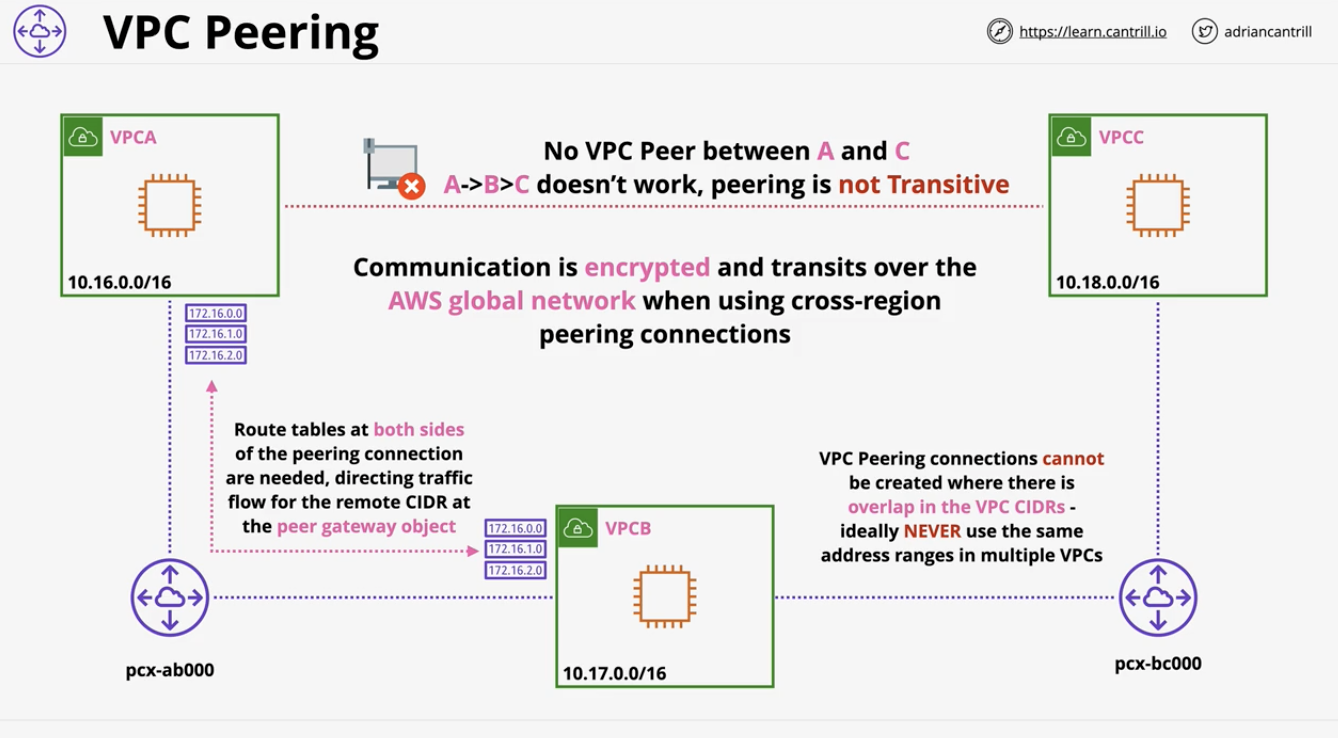 VPC Peering
https://learn.cantrill.io
adriancantrill
VPCA
10.16.0.0/16
No VPC Peer between A and C
A->B>C doesn’t work, peering is not Transitive
VPCC
10.18.0.0/16
Communication is encrypted and transits over the
AWS global network when using cross-region
peering connections
172.16.0.0
172.16.1.0
172.16.2.0
Route tables at both sides
of the peering connection
are needed, directing traffic
flow for the remote CIDR at
the peer gateway object
172.16.0.0
172.16.1.0
172.16.2.0
VPCB
10.17.0.0/16
VPC Peering connections cannot
be created where there is
overlap in the VPC CIDRs -
ideally NEVER use the same
address ranges in multiple VPCs
pcx-ab000
pcx-bc000